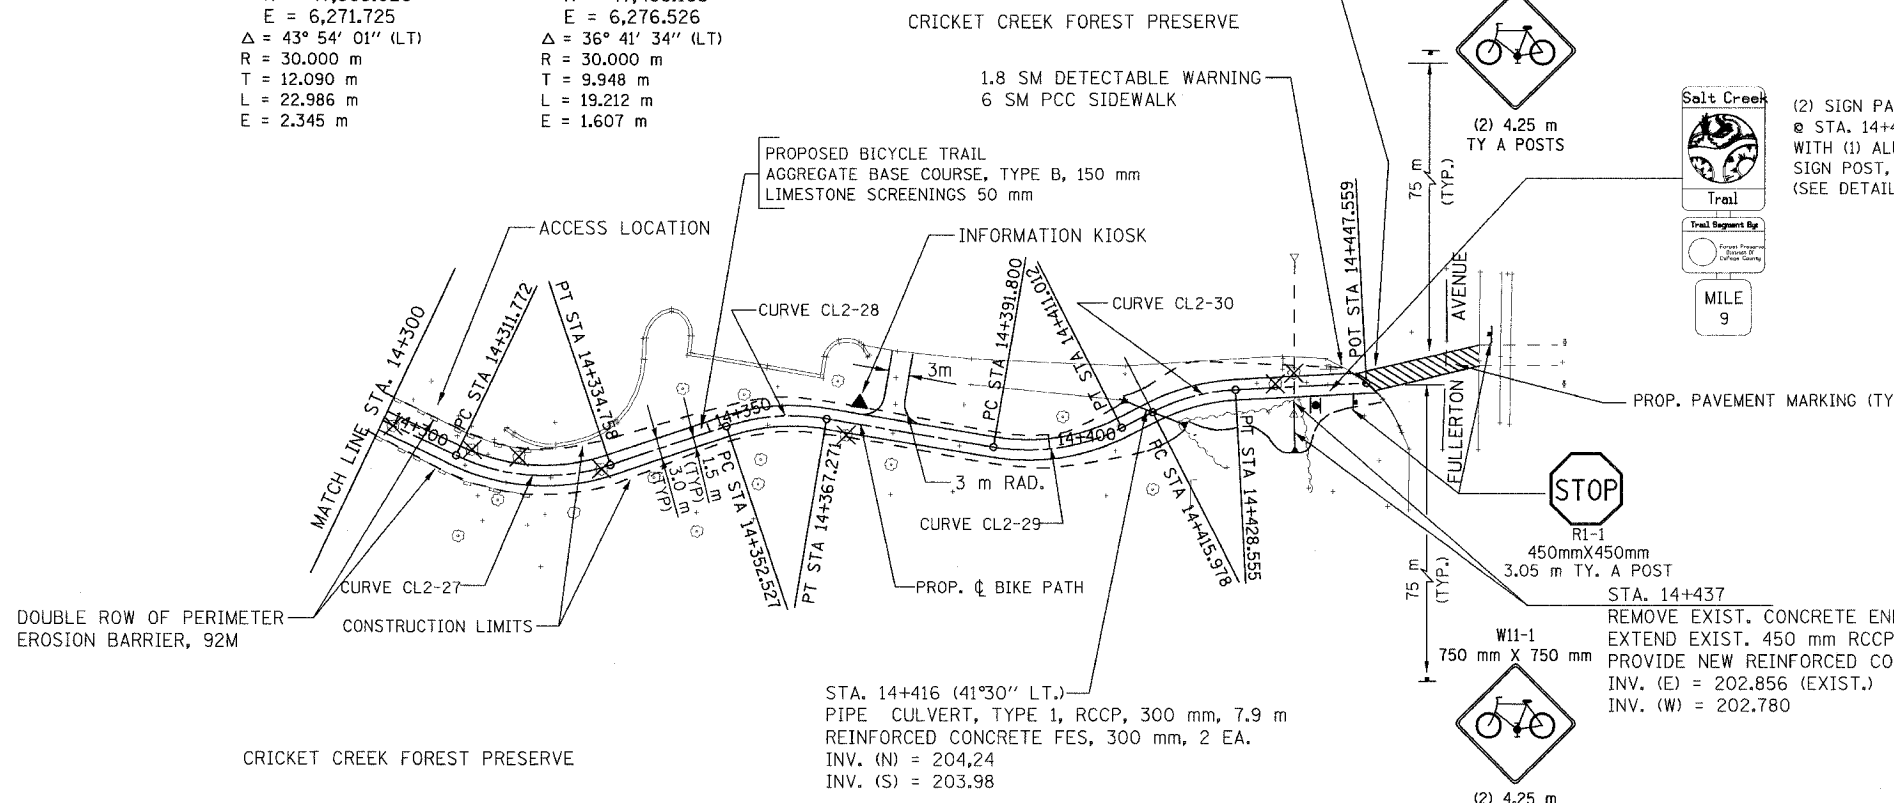 E = 6,271.725
Δ = 43° 54' 01" (LT)
R = 30.000 m
T = 12.090 m
L = 22.986 m
E = 2.345 m
E = 6,276.526
Δ = 36° 41' 34" (LT)
R = 30.000 m
T = 9.948 m
L = 19.212 m
E = 1.607 m
CRICKET CREEK FOREST PRESERVE
1.8 SM DETECTABLE WARNING
6 SM PCC SIDEWALK
(2) 4.25 m
TY A POSTS
75 m
(TYP.)
Salt Creek
Trail
Trail Segment By:
Forest Preserve
District Of
DuPage County
MILE
9
(2) SIGN PA
@ STA. 14+4
WITH (1) ALU
SIGN POST,
(SEE DETAIL
PROPOSED BICYCLE TRAIL
AGGREGATE BASE COURSE, TYPE B, 150 mm
LIMESTONE SCREENINGS 50 mm
ACCESS LOCATION
INFORMATION KIOSK
MATCH LINE STA. 14+300
14+300
PC STA 14+311.772
PT STA 14+334.758
CURVE CL2-28
14+350
3m
PC STA 14+391.800
PT STA 14+411.012
CURVE CL2-30
POT STA 14+447.559
FULLERTON AVENUE
PROP. PAVEMENT MARKING (TY
1.5 m
(TYP)
3.0 m
(TYP)
PC STA 14+352.527
PT STA 14+367.271
3 m RAD.
14+400
CURVE CL2-29
PC STA 14+415.978
PT STA 14+428.555
STOP
R1-1
450mmX450mm
3.05 m TY. A POST
CURVE CL2-27
PROP. ℄ BIKE PATH
DOUBLE ROW OF PERIMETER
EROSION BARRIER, 92M
CONSTRUCTION LIMITS
75 m
(TYP.)
STA. 14+437
REMOVE EXIST. CONCRETE EN
EXTEND EXIST. 450 mm RCCP
PROVIDE NEW REINFORCED CO
INV. (E) = 202.856 (EXIST.)
INV. (W) = 202.780
W11-1
750 mm X 750 mm
STA. 14+416 (41°30" LT.)
PIPE CULVERT, TYPE 1, RCCP, 300 mm, 7.9 m
REINFORCED CONCRETE FES, 300 mm, 2 EA.
INV. (N) = 204.24
INV. (S) = 203.98
CRICKET CREEK FOREST PRESERVE
(2) 4.25 m